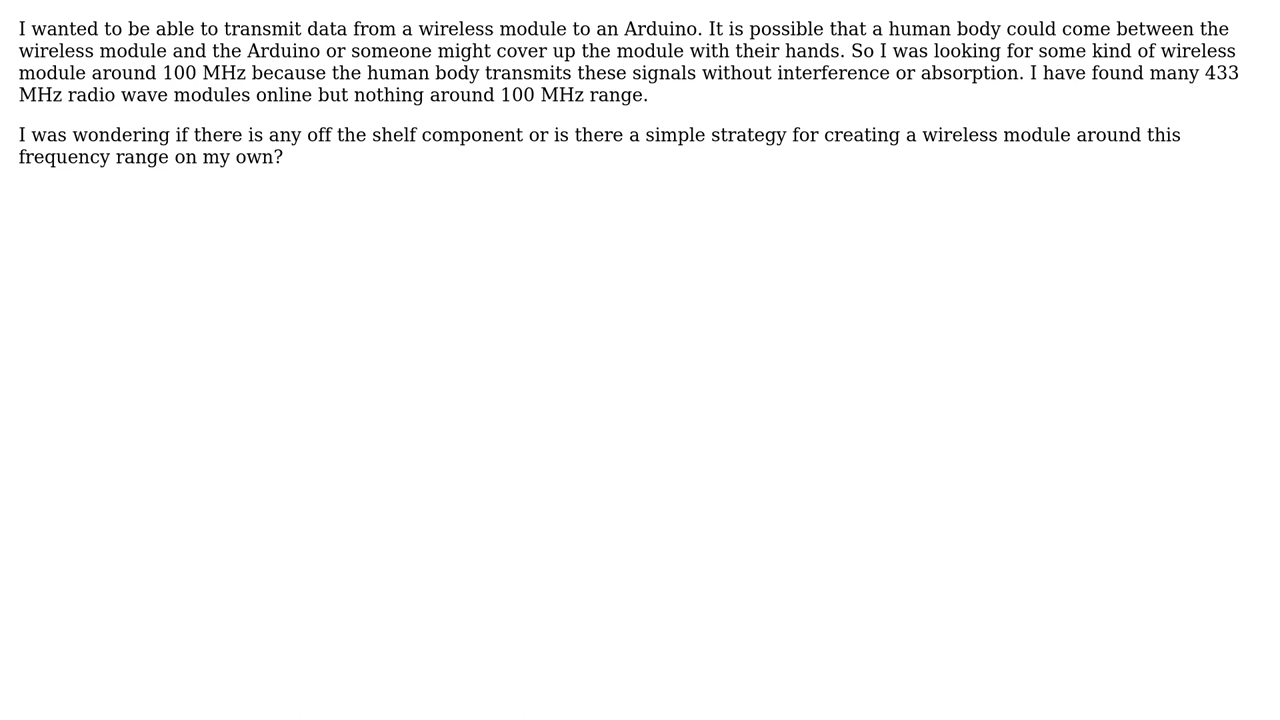 I wanted to be able to transmit data from a wireless module to an Arduino. It is possible that a human body could come between the
wireless module and the Arduino or someone might cover up the module with their hands. So I was looking for some kind of wireless
module around 100 MHz because the human body transmits these signals without interference or absorption. I have found many 433
MHz radio wave modules online but nothing around 100 MHz range.
I was wondering if there is any off the shelf component or is there a simple strategy for creating a wireless module around this
frequency range on my own?